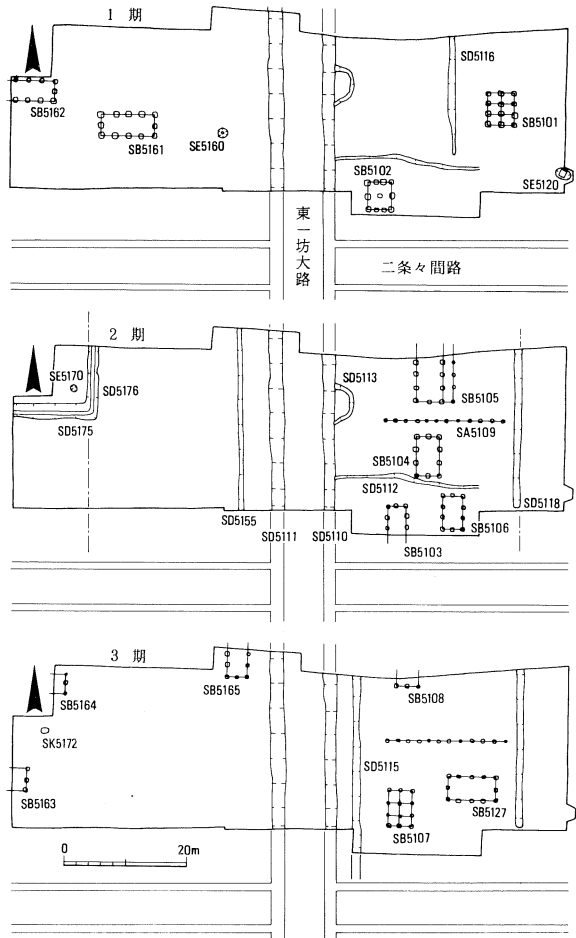 1 期
SD5116
SB5162
SB5161
SE5160
SB5101
SB5102
SE5120
東一坊大路
二条々間路
2 期
SE5170
SD5176
SD5175
SD5113
SB5105
SA5109
SB5104
SD5112
SD5118
SB5106
SD5155
SD5111
SD5110
SB5103
3 期
SB5164
SB5165
SB5108
SK5172
SD5115
SB5163
SB5127
SB5107
0 20m